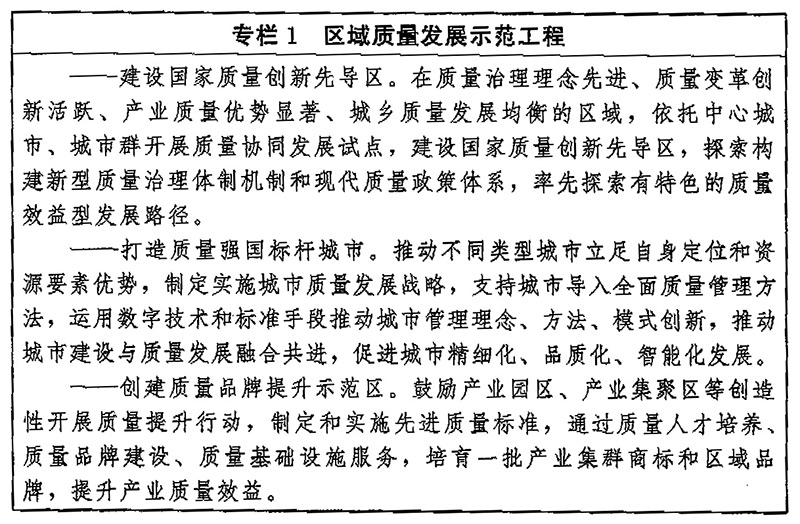 专栏1 区域质量发展示范工程
——建设国家质量创新先导区。在质量治理理念先进、质量变革创
新活跃、产业质量优势显著、城乡质量发展均衡的区域，依托中心城
市、城市群开展质量协同发展试点，建设国家质量创新先导区，探索构
建新型质量治理体制机制和现代质量政策体系，率先探索有特色的质量
效益型发展路径。
——打造质量强国标杆城市。推动不同类型城市立足自身定位和资
源要素优势，制定实施城市质量发展战略，支持城市导入全面质量管理方
法，运用数字技术和标准手段推动城市管理理念、方法、模式创新，推动
城市建设与质量发展融合共进，促进城市精细化、品质化、智能化发展。
——创建质量品牌提升示范区。鼓励产业园区、产业集聚区等创造
性开展质量提升行动，制定和实施先进质量标准，通过质量人才培养、
质量品牌建设、质量基础设施服务，培育一批产业集群商标和区域品
牌，提升产业质量效益。